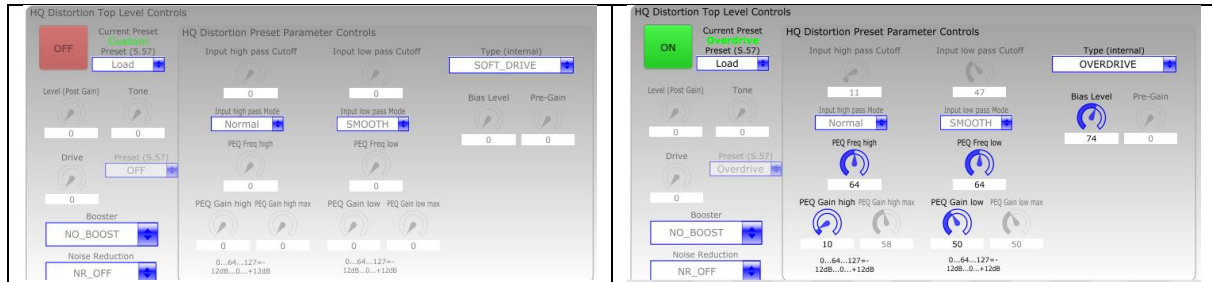 HQ Distortion Top Level Controls
OFF
Current Preset
Custom
Preset (S.57)
Load
Level (Post Gain) Tone
0 0
Drive Preset (S.57)
OFF
0
Booster
NO_BOOST
Noise Reduction
NR_OFF
HQ Distortion Preset Parameter Controls
Input high pass Cutoff Input low pass Cutoff Type (internal)
SOFT_DRIVE
0 0
Input high pass Mode Input low pass Mode Bias Level Pre-Gain
Normal SMOOTH
0 0
PEQ Freq high PEQ Freq low
0 0
PEQ Gain high PEQ Gain high max PEQ Gain low PEQ Gain low max
0 0 0 0
0...64...127=- 0...64...127=-
12dB...0...+12dB 12dB...0...+12dB
HQ Distortion Top Level Controls
ON
Current Preset
Overdrive
Preset (S.57)
Load
Level (Post Gain) Tone
0 0
Drive Preset (S.57)
Overdrive
0
Booster
NO_BOOST
Noise Reduction
NR_OFF
HQ Distortion Preset Parameter Controls
Input high pass Cutoff Input low pass Cutoff Type (internal)
OVERDRIVE
11 47
Input high pass Mode Input low pass Mode Bias Level Pre-Gain
Normal SMOOTH
74 0
PEQ Freq high PEQ Freq low
64 64
PEQ Gain high PEQ Gain high max PEQ Gain low PEQ Gain low max
10 58 50 50
0...64...127=- 0...64...127=-
12dB...0...+12dB 12dB...0...+12dB